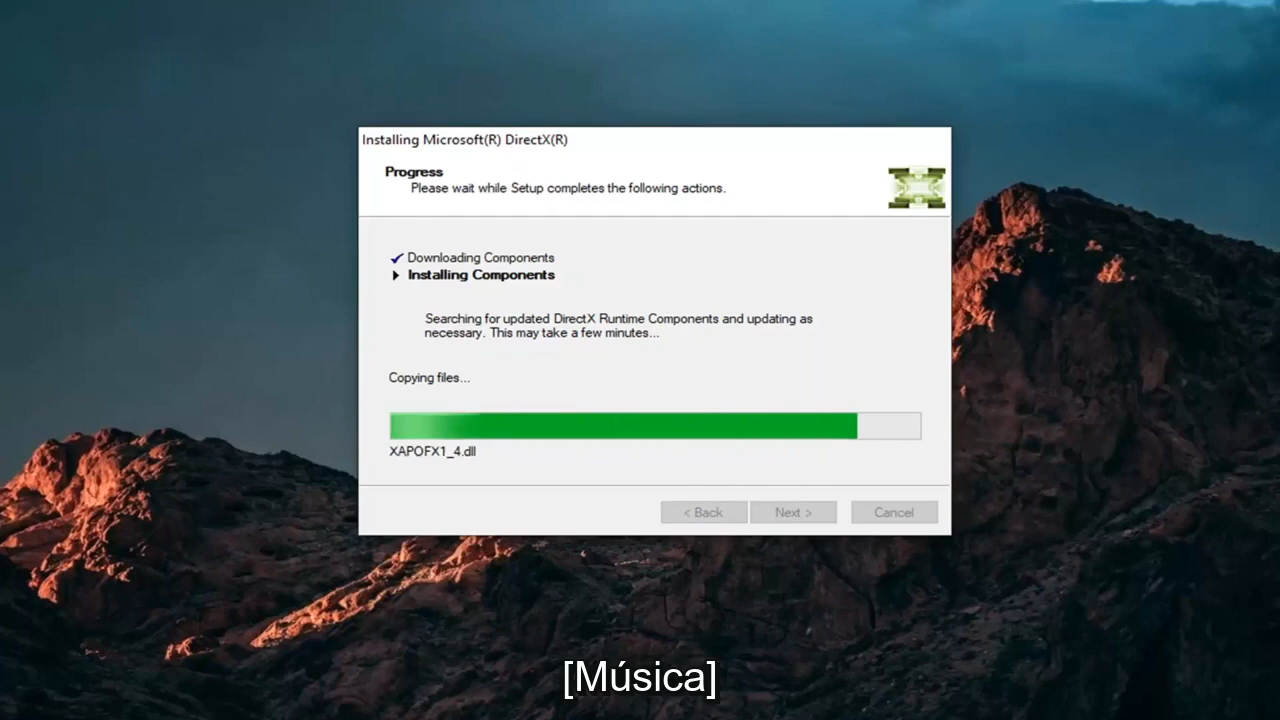 Installing Microsoft(R) DirectX(R)
Progress
Please wait while Setup completes the following actions.
Downloading Components
Installing Components
Searching for updated DirectX Runtime Components and updating as
necessary. This may take a few minutes...
Copying files...
XAPOFX1_4.dll
< Back
Next >
Cancel
[Música]